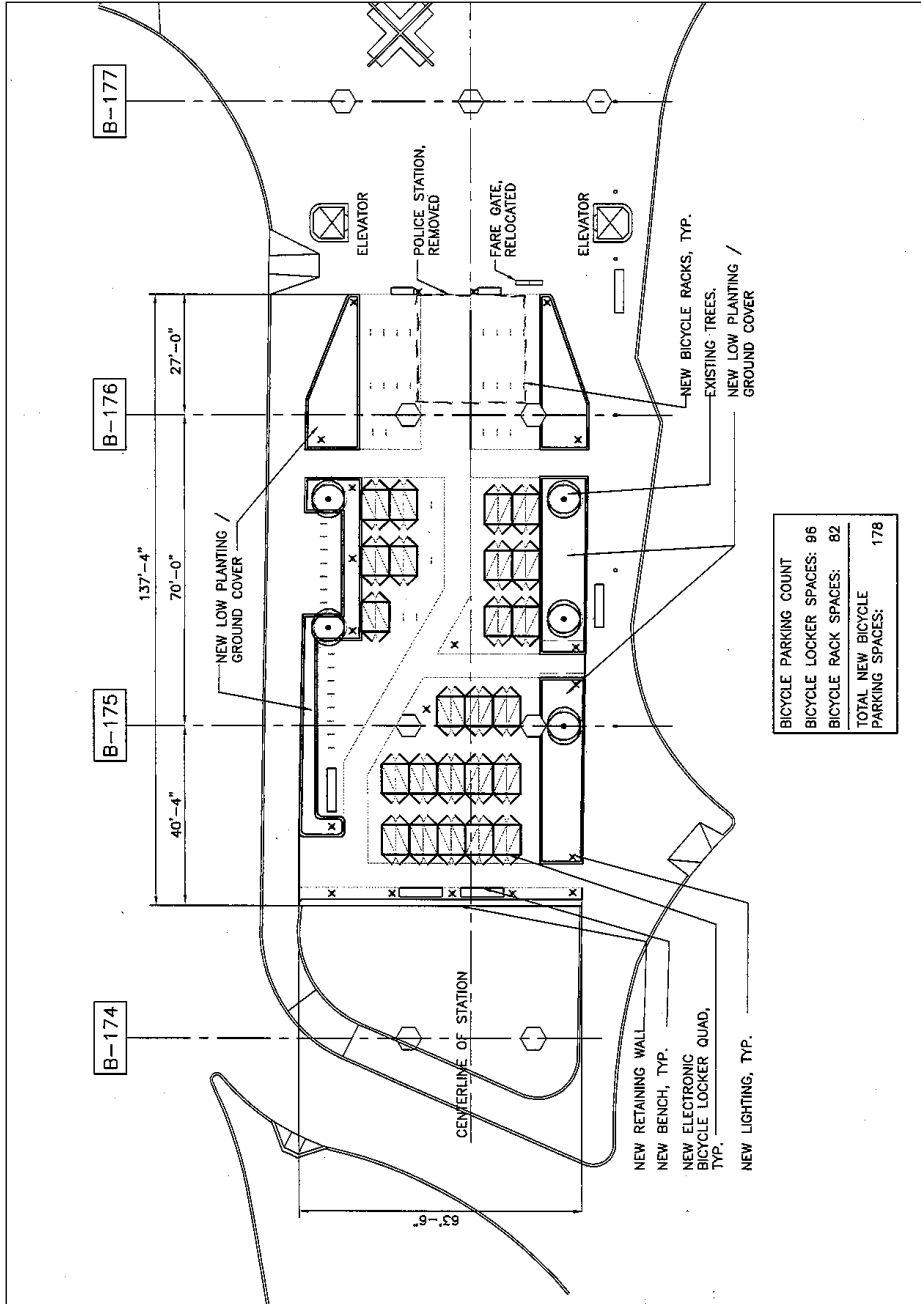 B-174
B-175
B-176
B-177
137'-4"
40'-4"
70'-0"
27'-0"
63'-6"
NEW LOW PLANTING /
GROUND COVER
ELEVATOR
POLICE STATION,
REMOVED
FARE GATE,
RELOCATED
ELEVATOR
CENTERLINE OF STATION
NEW BICYCLE RACKS, TYP.
EXISTING TREES.
NEW LOW PLANTING /
GROUND COVER
NEW RETAINING WALL
NEW BENCH, TYP.
NEW ELECTRONIC
BICYCLE LOCKER QUAD,
TYP.
NEW LIGHTING, TYP.
BICYCLE PARKING COUNT
BICYCLE LOCKER SPACES: 96
BICYCLE RACK SPACES: 82
TOTAL NEW BICYCLE
PARKING SPACES: 178